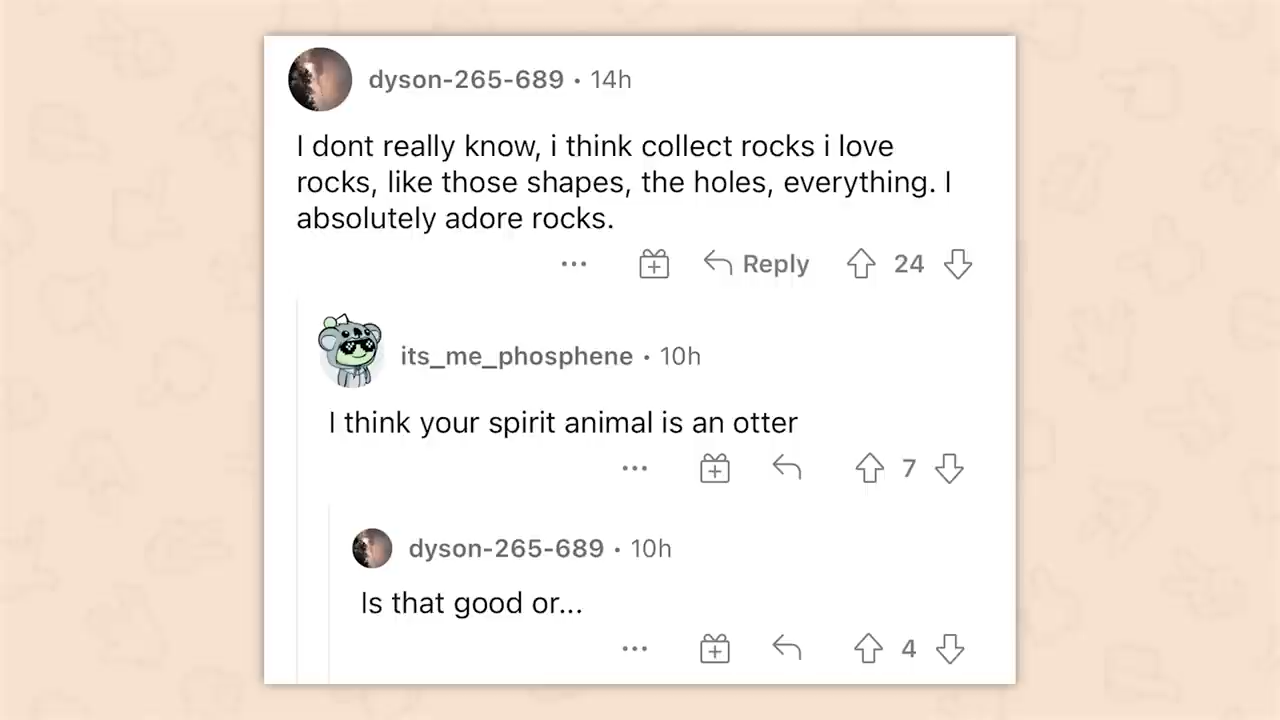 dyson-265-689 • 14h
I dont really know, i think collect rocks i love
rocks, like those shapes, the holes, everything. I
absolutely adore rocks.
Reply 24
its_me_phosphene • 10h
I think your spirit animal is an otter
7
dyson-265-689 • 10h
Is that good or...
4